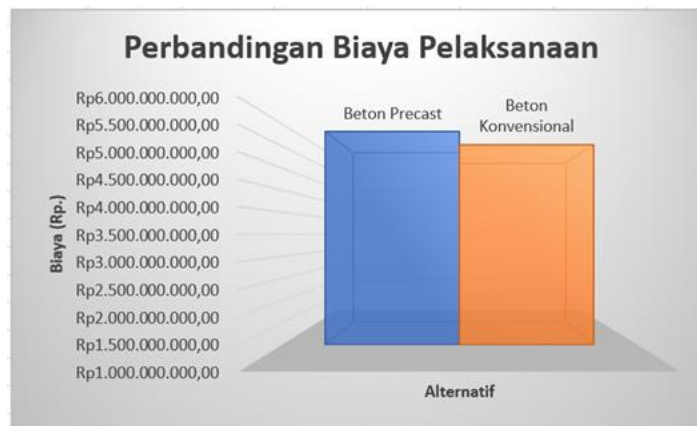 Perbandingan Biaya Pelaksanaan
Rp6.000.000.000,00
Rp5.500.000.000,00
Rp5.000.000.000,00
Rp4.500.000.000,00
Rp4.000.000.000,00
Rp3.500.000.000,00
Rp3.000.000.000,00
Rp2.500.000.000,00
Rp2.000.000.000,00
Rp1.500.000.000,00
Rp1.000.000.000,00
Biaya (Rp.)
Beton Precast
Beton
Konvensional
Alternatif